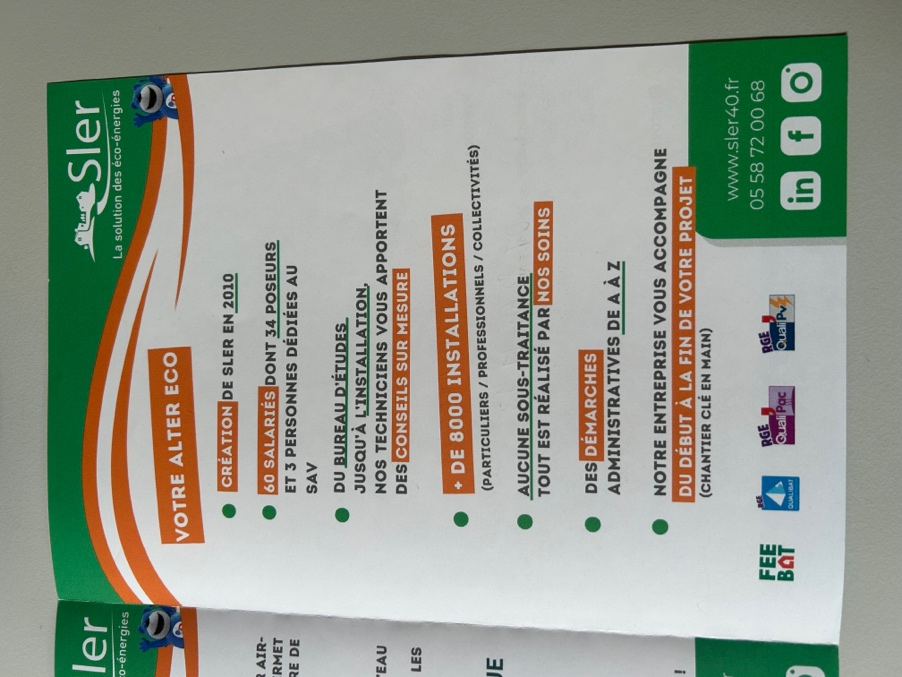 Sler
La solution des éco-énergies
VOTRE ALTER ECO
CRÉATION DE SLER EN 2010
60 SALARIÉS DONT 34 POSEURS
ET 3 PERSONNES DÉDIÉES AU
SAV
DU BUREAU D'ÉTUDES
JUSQU'À L'INSTALLATION,
NOS TECHNICIENS VOUS APPORTENT
DES CONSEILS SUR MESURE
+ DE 8000 INSTALLATIONS
(PARTICULIERS / PROFESSIONNELS / COLLECTIVITÉS)
AUCUNE SOUS-TRAITANCE
TOUT EST RÉALISÉ PAR NOS SOINS
DES DÉMARCHES
ADMINISTRATIVES DE A À Z
NOTRE ENTREPRISE VOUS ACCOMPAGNE
DU DÉBUT À LA FIN DE VOTRE PROJET
(CHANTIER CLÉ EN MAIN)
FEE
BAT
RGE
QUALIBAT
RGE
QualiPac
RGE
QualiPV
www.sler40.fr
05 58 72 00 68
in f
ler
o-énergies
AIR-
RMET
RE DE
'EAU
LES
UE
!